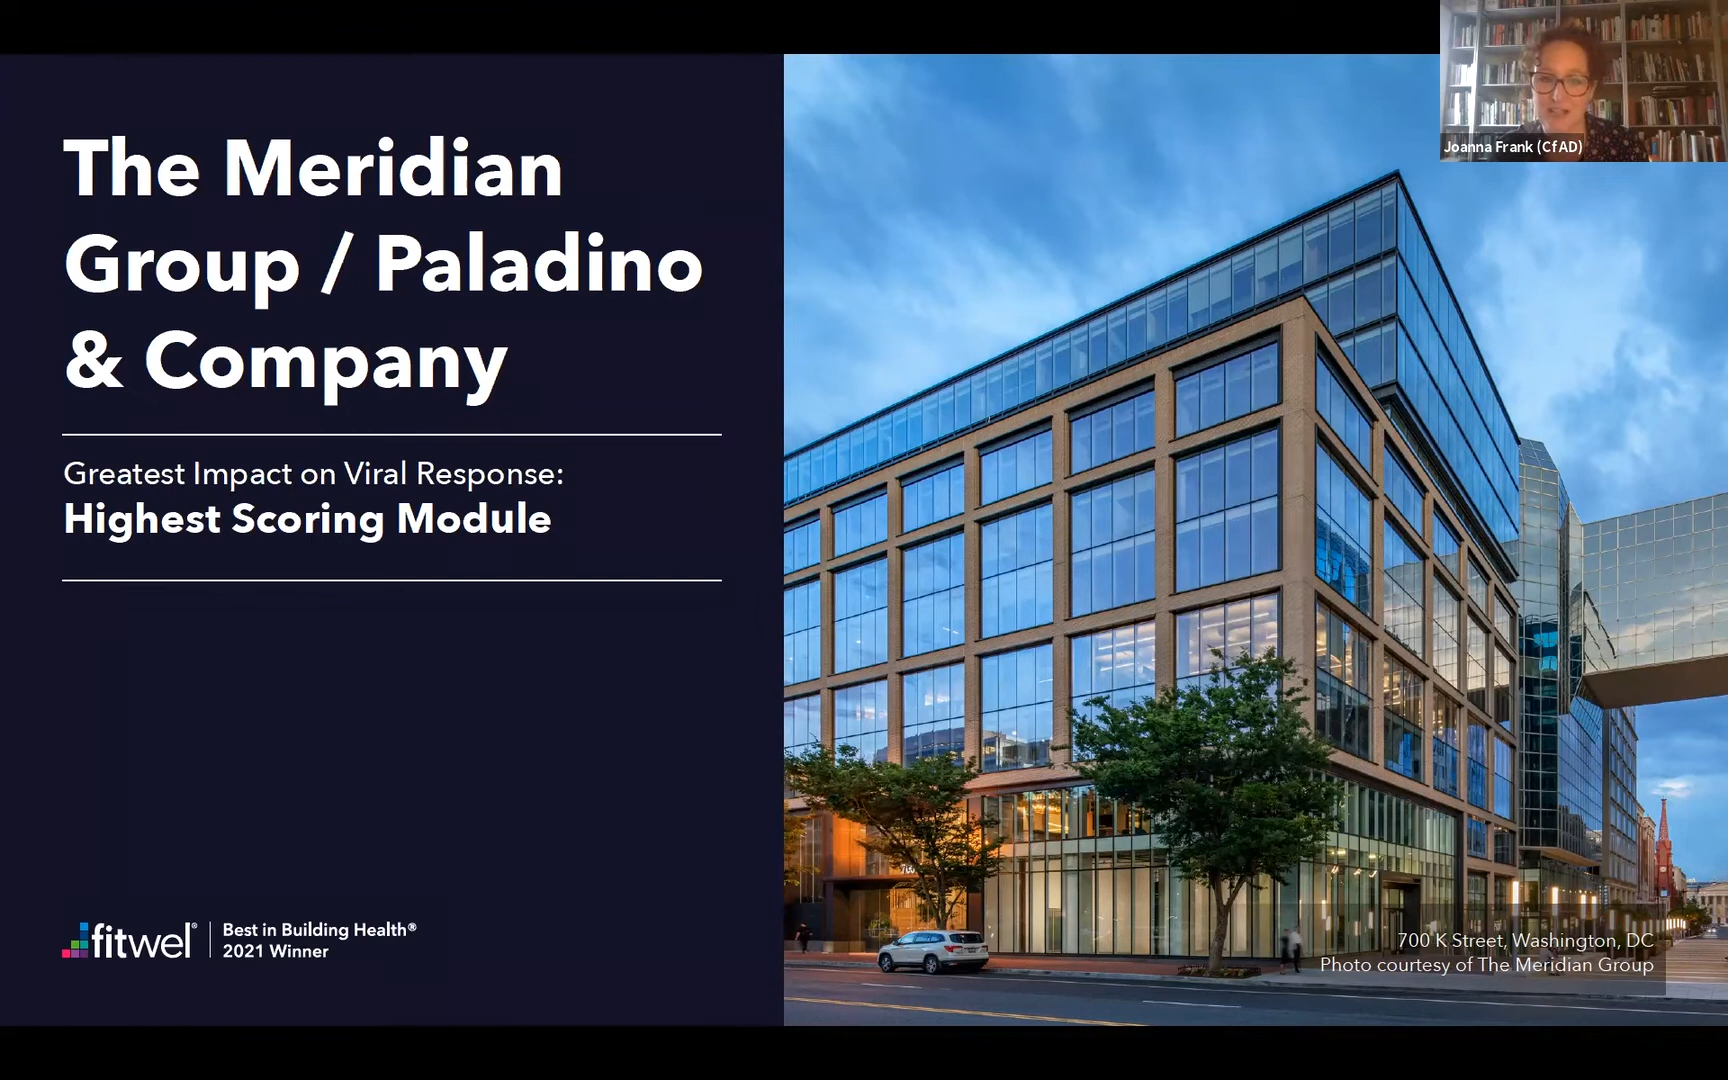 Joanna Frank (CfAD)
The Meridian
Group / Paladino
& Company
Greatest Impact on Viral Response:
Highest Scoring Module
fitwel®
Best in Building Health®
2021 Winner
700 K Street, Washington, DC
Photo courtesy of The Meridian Group